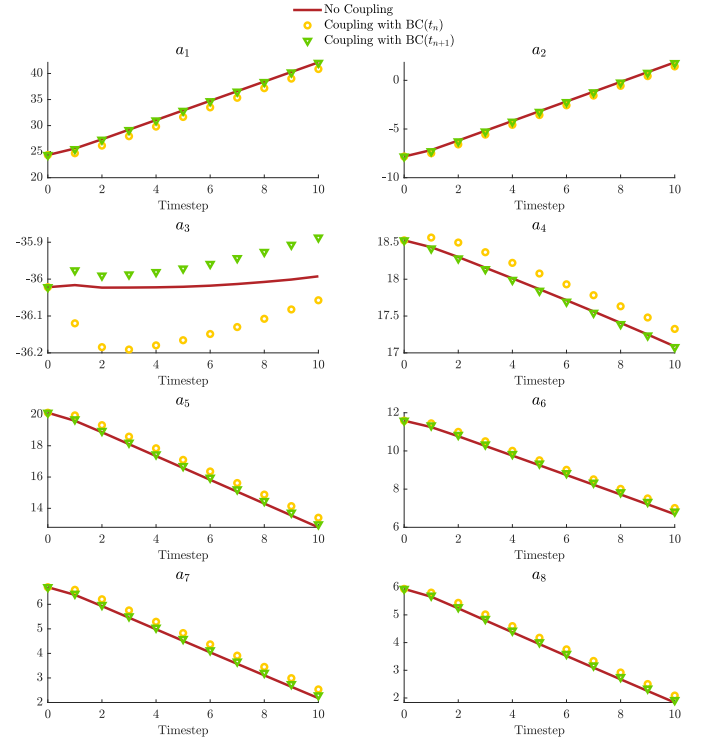 No Coupling
Coupling with BC(tₙ)
Coupling with BC(tₙ₊₁)
a₁
40
35
30
25
20
0 2 4 6 8 10
Timestep
a₂
0
-5
-10
0 2 4 6 8 10
Timestep
a₃
-35.9
-36
-36.1
-36.2
0 2 4 6 8 10
Timestep
a₄
18.5
18
17.5
17
0 2 4 6 8 10
Timestep
a₅
20
18
16
14
0 2 4 6 8 10
Timestep
a₆
12
10
8
6
0 2 4 6 8 10
Timestep
a₇
6
5
4
3
2
0 2 4 6 8 10
Timestep
a₈
6
5
4
3
2
0 2 4 6 8 10
Timestep